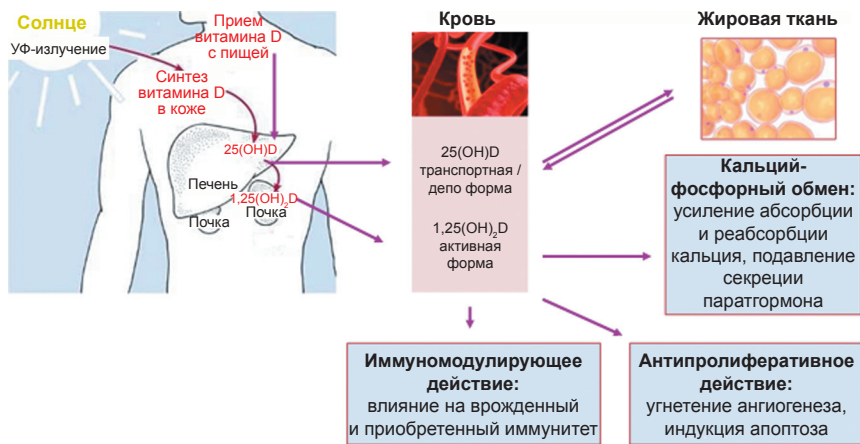 Солнце
УФ-излучение
Прием
витамина D
с пищей
Синтез
витамина D
в коже
25(OH)D
Печень
1,25(OH)₂D
Почка
Почка
Кровь
25(OH)D
транспортная /
депо форма
1,25(OH)₂D
активная
форма
Жировая ткань
Кальций-
фосфорный обмен:
усиление абсорбции
и реабсорбции
кальция, подавление
секреции
паратгормона
Иммуномодулирующее
действие:
влияние на врожденный
и приобретенный иммунитет
Антипролиферативное
действие:
угнетение ангиогенеза,
индукция апоптоза